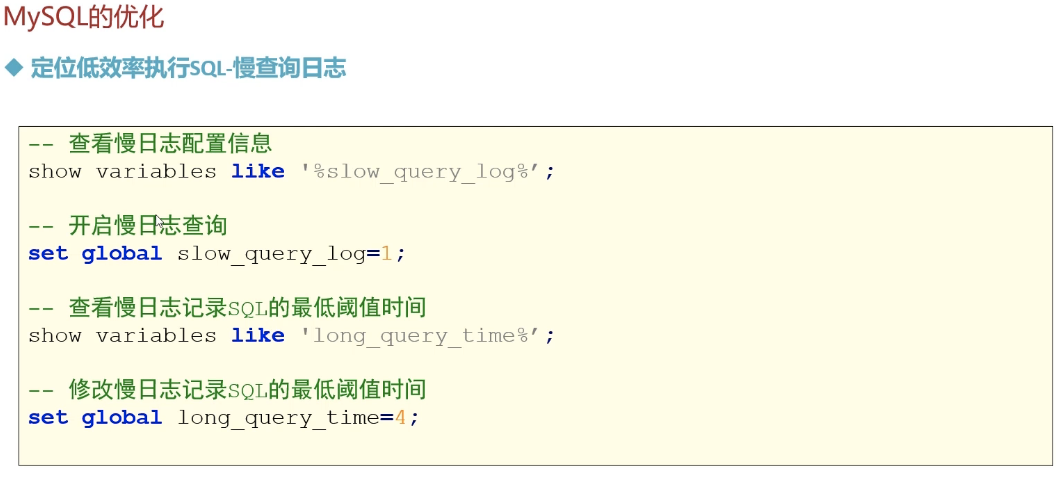 MySQL的优化
◆ 定位低效率执行SQL-慢查询日志
-- 查看慢日志配置信息
show variables like '%slow_query_log%’;
-- 开启慢日志查询
set global slow_query_log=1;
-- 查看慢日志记录SQL的最低阈值时间
show variables like 'long_query_time%’;
-- 修改慢日志记录SQL的最低阈值时间
set global long_query_time=4;